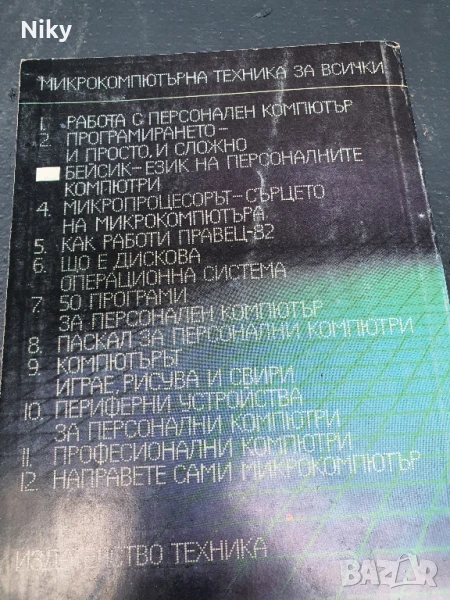 Niky
МИКРОКОМПЮТЪРНА ТЕХНИКА ЗА ВСИЧКИ
1. РАБОТА С ПЕРСОНАЛЕН КОМПЮТЪР
2. ПРОГРАМИРАНЕТО-
И ПРОСТО, И СЛОЖНО
БЕЙСИК-ЕЗИК НА ПЕРСОНАЛНИТЕ
КОМПЮТРИ
4. МИКРОПРОЦЕСОРЪТ-СЪРЦЕТО
НА МИКРОКОМПЮТЪРА
5. КАК РАБОТИ ПРАВЕЦ-82
6. ЩО Е ДИСКОВА
ОПЕРАЦИОННА СИСТЕМА
7. 50 ПРОГРАМИ
ЗА ПЕРСОНАЛЕН КОМПЮТЪР
8. ПАСКАЛ ЗА ПЕРСОНАЛНИ КОМПЮТРИ
9. КОМПЮТЪРЪТ
ИГРАЕ, РИСУВА И СВИРИ
10. ПЕРИФЕРНИ УСТРОЙСТВА
ЗА ПЕРСОНАЛНИ КОМПЮТРИ
11. ПРОФЕСИОНАЛНИ КОМПЮТРИ
12. НАПРАВЕТЕ САМИ МИКРОКОМПЮТЪР
ИЗДАТЕЛСТВО ТЕХНИКА
BAZAR